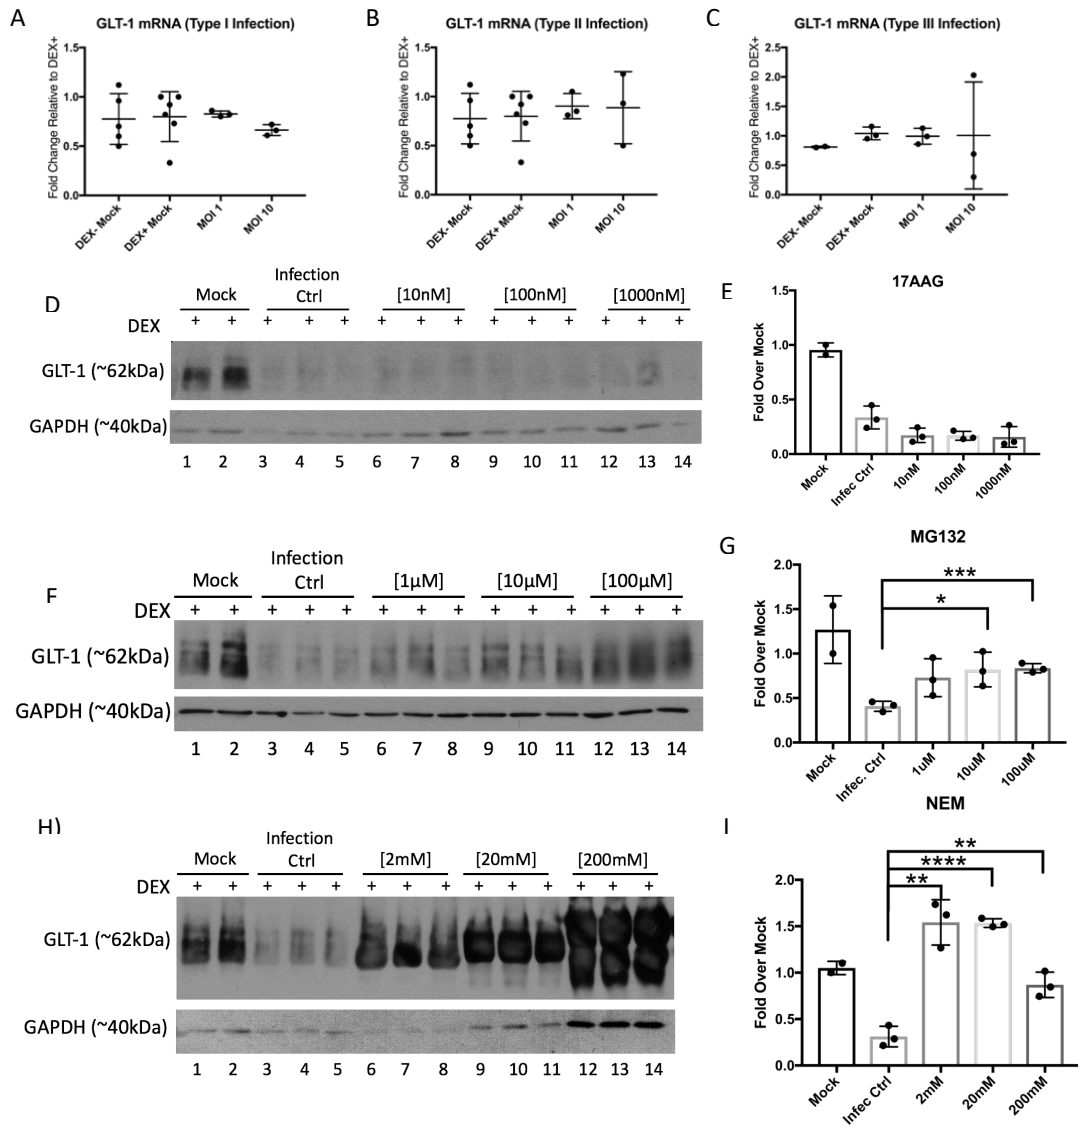 A
GLT-1 mRNA (Type I Infection)
Fold Change Relative to DEX+
1.5
1.0
0.5
0.0
DEX- Mock
DEX+ Mock
MOI 1
MOI 10
B
GLT-1 mRNA (Type II Infection)
Fold Change Relative to DEX+
1.5
1.0
0.5
0.0
DEX- Mock
DEX+ Mock
MOI 1
MOI 10
C
GLT-1 mRNA (Type III Infection)
Fold Change Relative to DEX+
2.5
2.0
1.5
1.0
0.5
0.0
DEX- Mock
DEX+ Mock
MOI 1
MOI 10
D
Mock
Infection
Ctrl
[10nM]
[100nM]
[1000nM]
DEX + + + + + + + + + + + + + +
GLT-1 (~62kDa)
GAPDH (~40kDa)
1 2 3 4 5 6 7 8 9 10 11 12 13 14
E
17AAG
Fold Over Mock
1.5
1.0
0.5
0.0
Mock
Infec Ctrl
10nM
100nM
1000nM
F
Mock
Infection
Ctrl
[1μM]
[10μM]
[100μM]
DEX + + + + + + + + + + + + + +
GLT-1 (~62kDa)
GAPDH (~40kDa)
1 2 3 4 5 6 7 8 9 10 11 12 13 14
G
MG132
Fold Over Mock
2.0
1.5
1.0
0.5
0.0
***
*
Mock
Infec. Ctrl
1uM
10uM
100uM
H)
Mock
Infection
Ctrl
[2mM]
[20mM]
[200mM]
DEX + + + + + + + + + + + + + +
GLT-1 (~62kDa)
GAPDH (~40kDa)
1 2 3 4 5 6 7 8 9 10 11 12 13 14
I
NEM
Fold Over Mock
2.0
1.5
1.0
0.5
0.0
**
****
**
Mock
Infec Ctrl
2mM
20mM
200mM